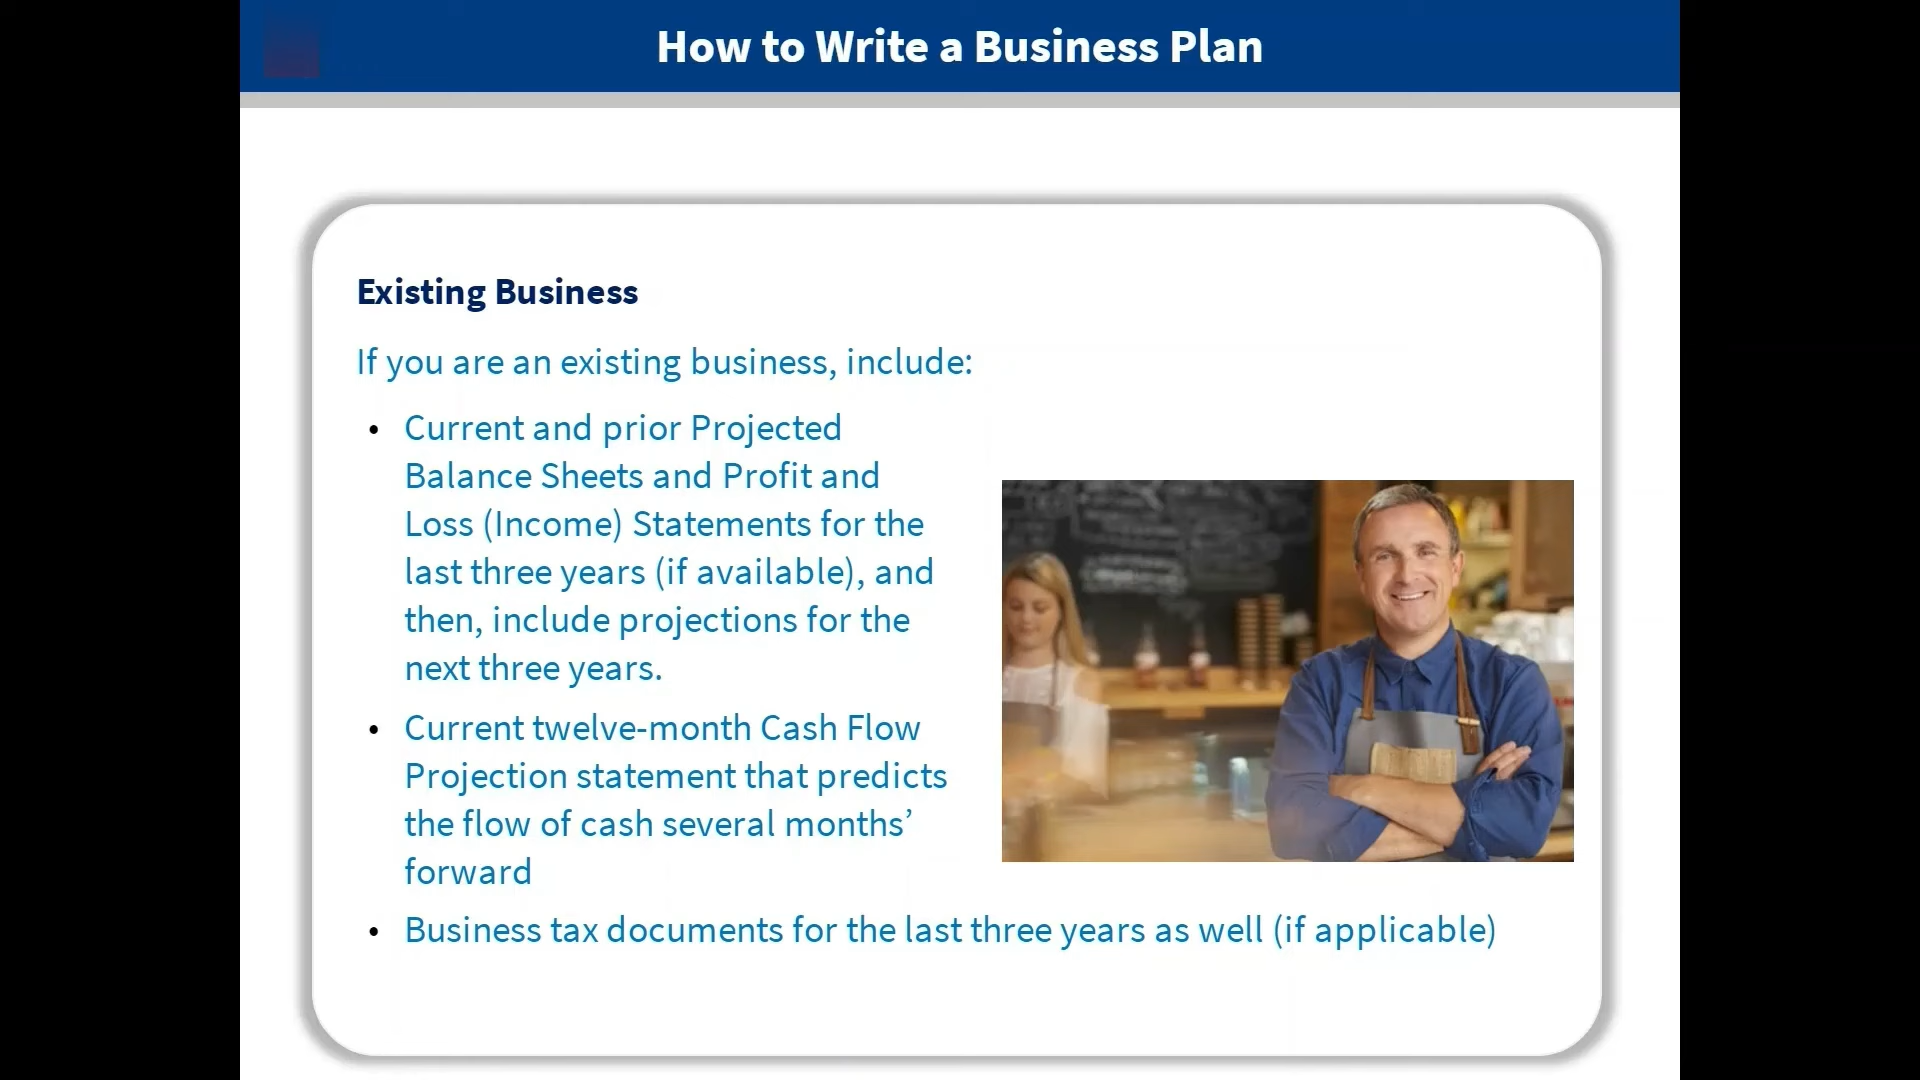 How to Write a Business Plan
Existing Business
If you are an existing business, include:
• Current and prior Projected
Balance Sheets and Profit and
Loss (Income) Statements for the
last three years (if available), and
then, include projections for the
next three years.
• Current twelve-month Cash Flow
Projection statement that predicts
the flow of cash several months’
forward
• Business tax documents for the last three years as well (if applicable)